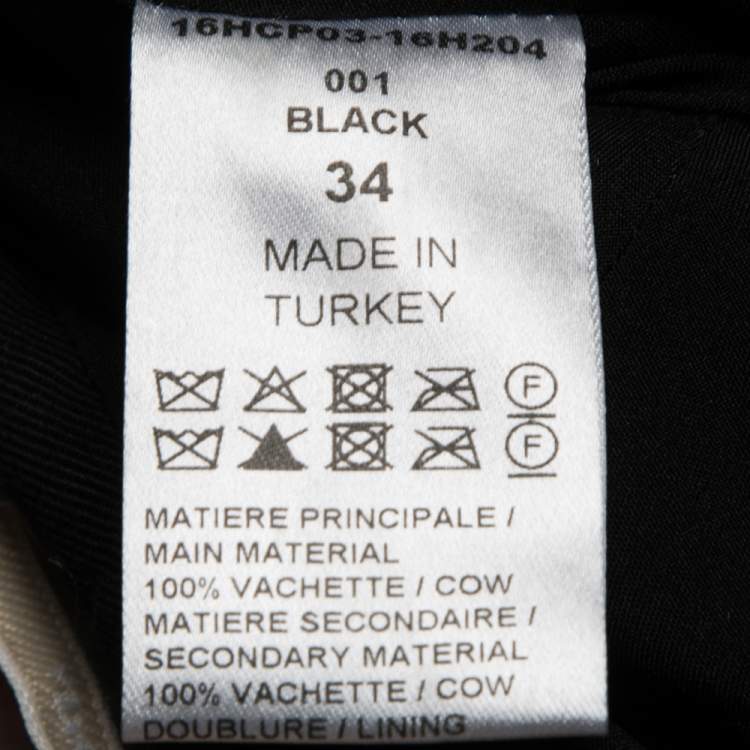 16HCP03-16H204
001
BLACK
34
MADE IN
TURKEY
F
F
MATIERE PRINCIPALE /
MAIN MATERIAL
100% VACHETTE / COW
MATIERE SECONDAIRE /
SECONDARY MATERIAL
100% VACHETTE / COW
DOUBLURE / LINING